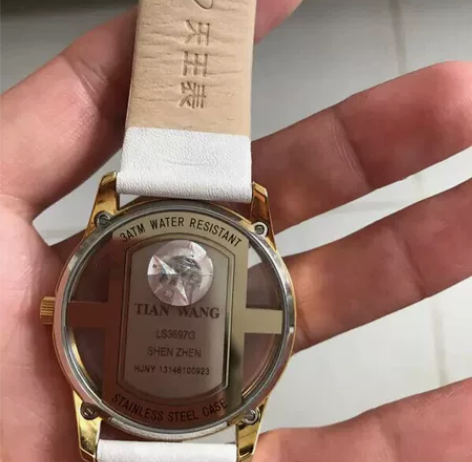 天王表
3ATM WATER RESISTANT
TIAN WANG
LS3697G
SHEN ZHEN
HJNY 13146100923
STAINLESS STEEL CASE